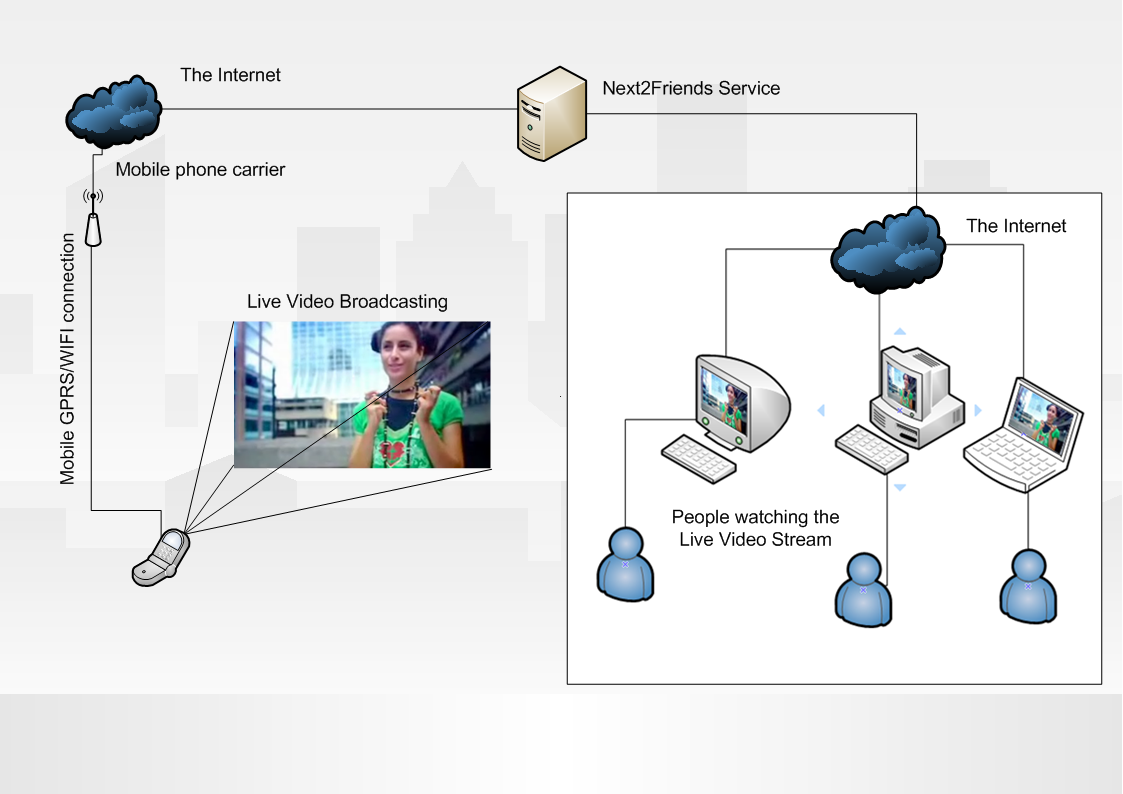 The Internet
Next2Friends Service
Mobile phone carrier
The Internet
Mobile GPRS/WIFI connection
Live Video Broadcasting
People watching the
Live Video Stream